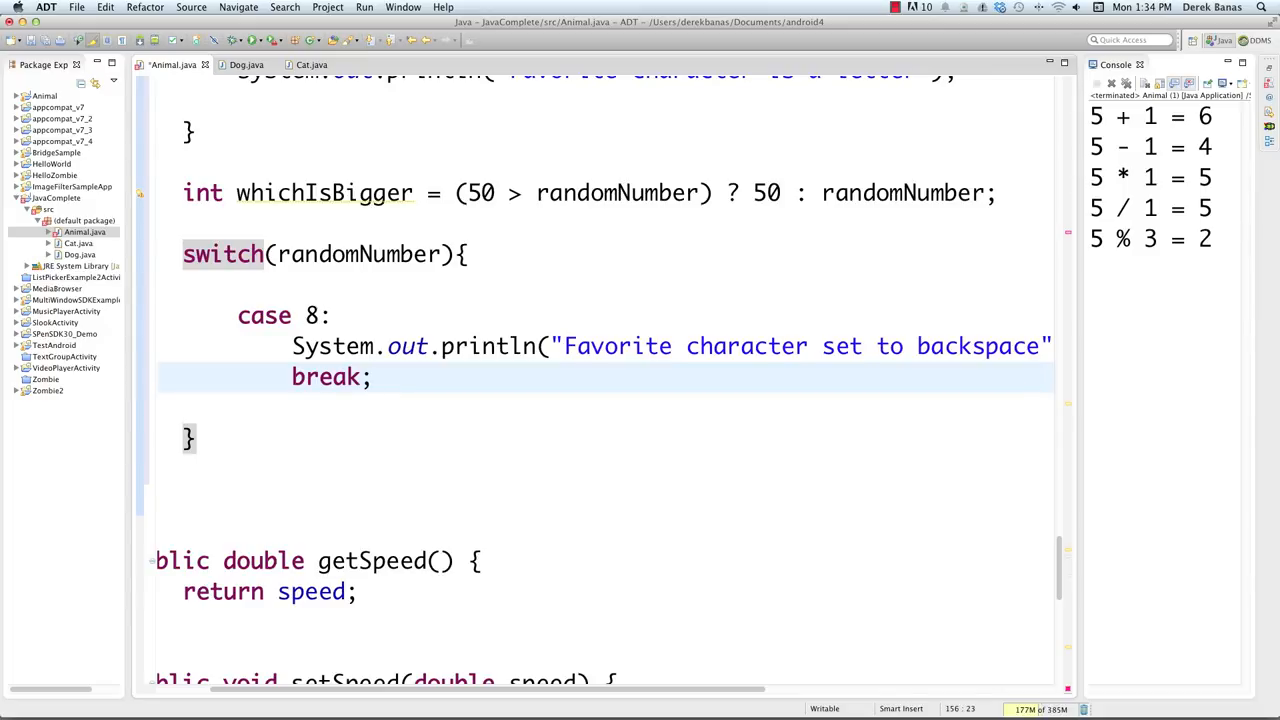 ADT File Edit Refactor Source Navigate Search Project Run Window Help
10 Mon 1:34 PM Derek Banas
Java – JavaComplete/src/Animal.java – ADT – /Users/derekbanas/Documents/android4
Quick Access
Java
DDMS
Package Exp
*Animal.java
Dog.java
Cat.java
Console
<terminated> Animal (1) [Java Application] /S
Animal
appcompat_v7
appcompat_v7_2
appcompat_v7_3
appcompat_v7_4
BridgeSample
HelloWorld
HelloZombie
ImageFilterSampleApp
JavaComplete
src
(default package)
Animal.java
Cat.java
Dog.java
JRE System Library [Ja
ListPickerExample2Activi
MediaBrowser
MultiWindowSDKExampl
MusicPlayerActivity
SlookActivity
SPenSDK30_Demo
TestAndroid
TextGroupActivity
VideoPlayerActivity
Zombie
Zombie2
System.out.println("Favorite character is a letter");
}
int whichIsBigger = (50 > randomNumber) ? 50 : randomNumber;
switch(randomNumber){
case 8:
System.out.println("Favorite character set to backspace"
break;
}
blic double getSpeed() {
return speed;
blic void setSpeed(double speed) {
5 + 1 = 6
5 - 1 = 4
5 * 1 = 5
5 / 1 = 5
5 % 3 = 2
Writable
Smart Insert
156 : 23
177M of 385M